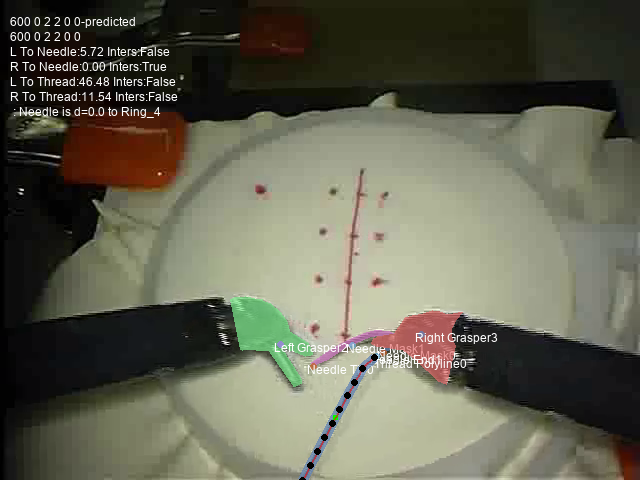 600 0 2 2 0 0-predicted
600 0 2 2 0 0
L To Needle:5.72 Inters:False
R To Needle:0.00 Inters:True
L To Thread:46.48 Inters:False
R To Thread:11.54 Inters:False
: Needle is d=0.0 to Ring_4
Right Grasper3
Left Grasper2
Needle Mask1
Thread Polyline0